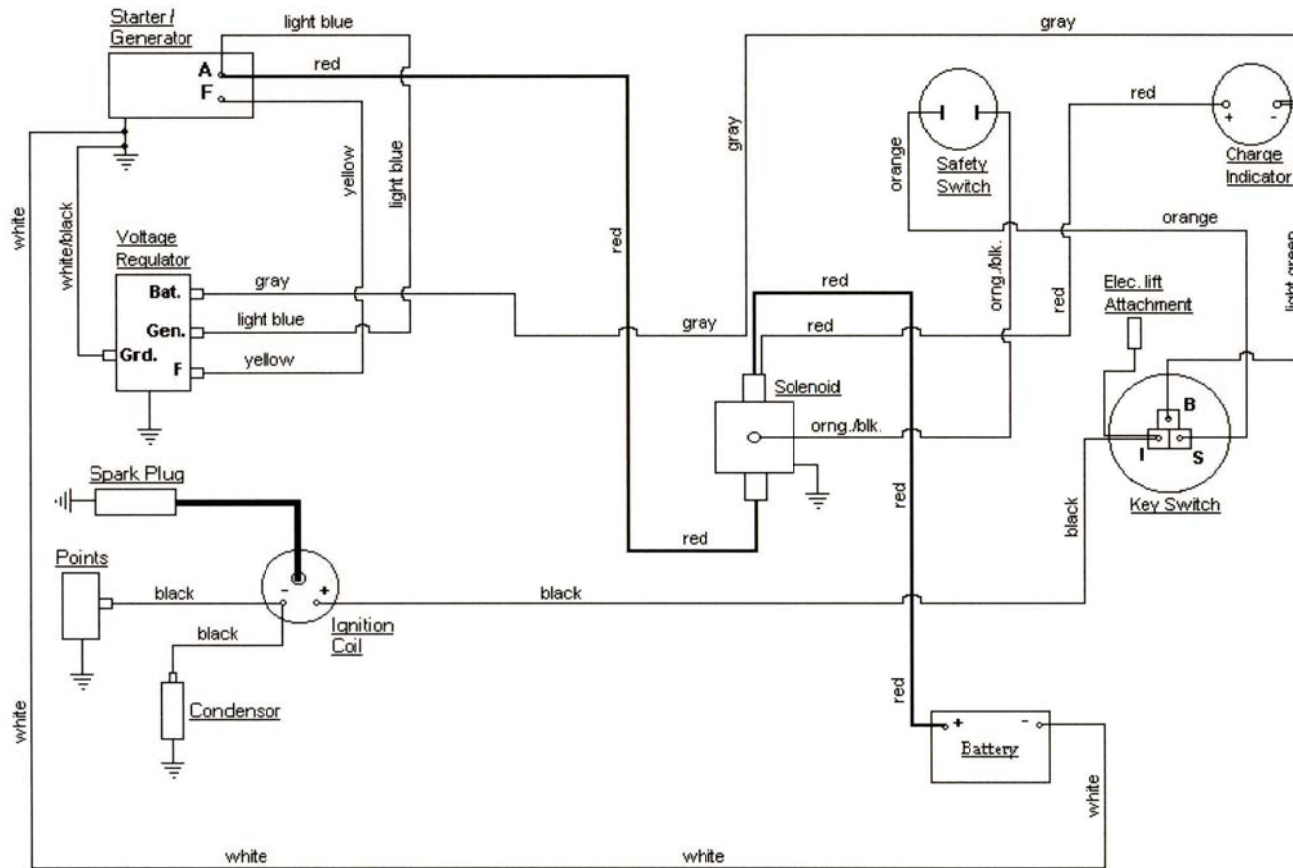 Starter/
Generator
light blue
gray
A
red
F
red
Safety
Switch
Charge
Indicator
+ -
gray
orange
yellow
light blue
white
white/black
orange
Voltage
Requlator
Bat.
gray
Gen.
light blue
Grd.
yellow
F
red
orng./blk.
red
red
gray
red
Elec. lift
Attachment
light green
Solenoid
orng./blk.
B
I
S
Key Switch
Spark Plug
red
black
red
Points
black
- +
black
Ignition
Coil
black
Condensor
red
+ -
Battery
white
white
white
white